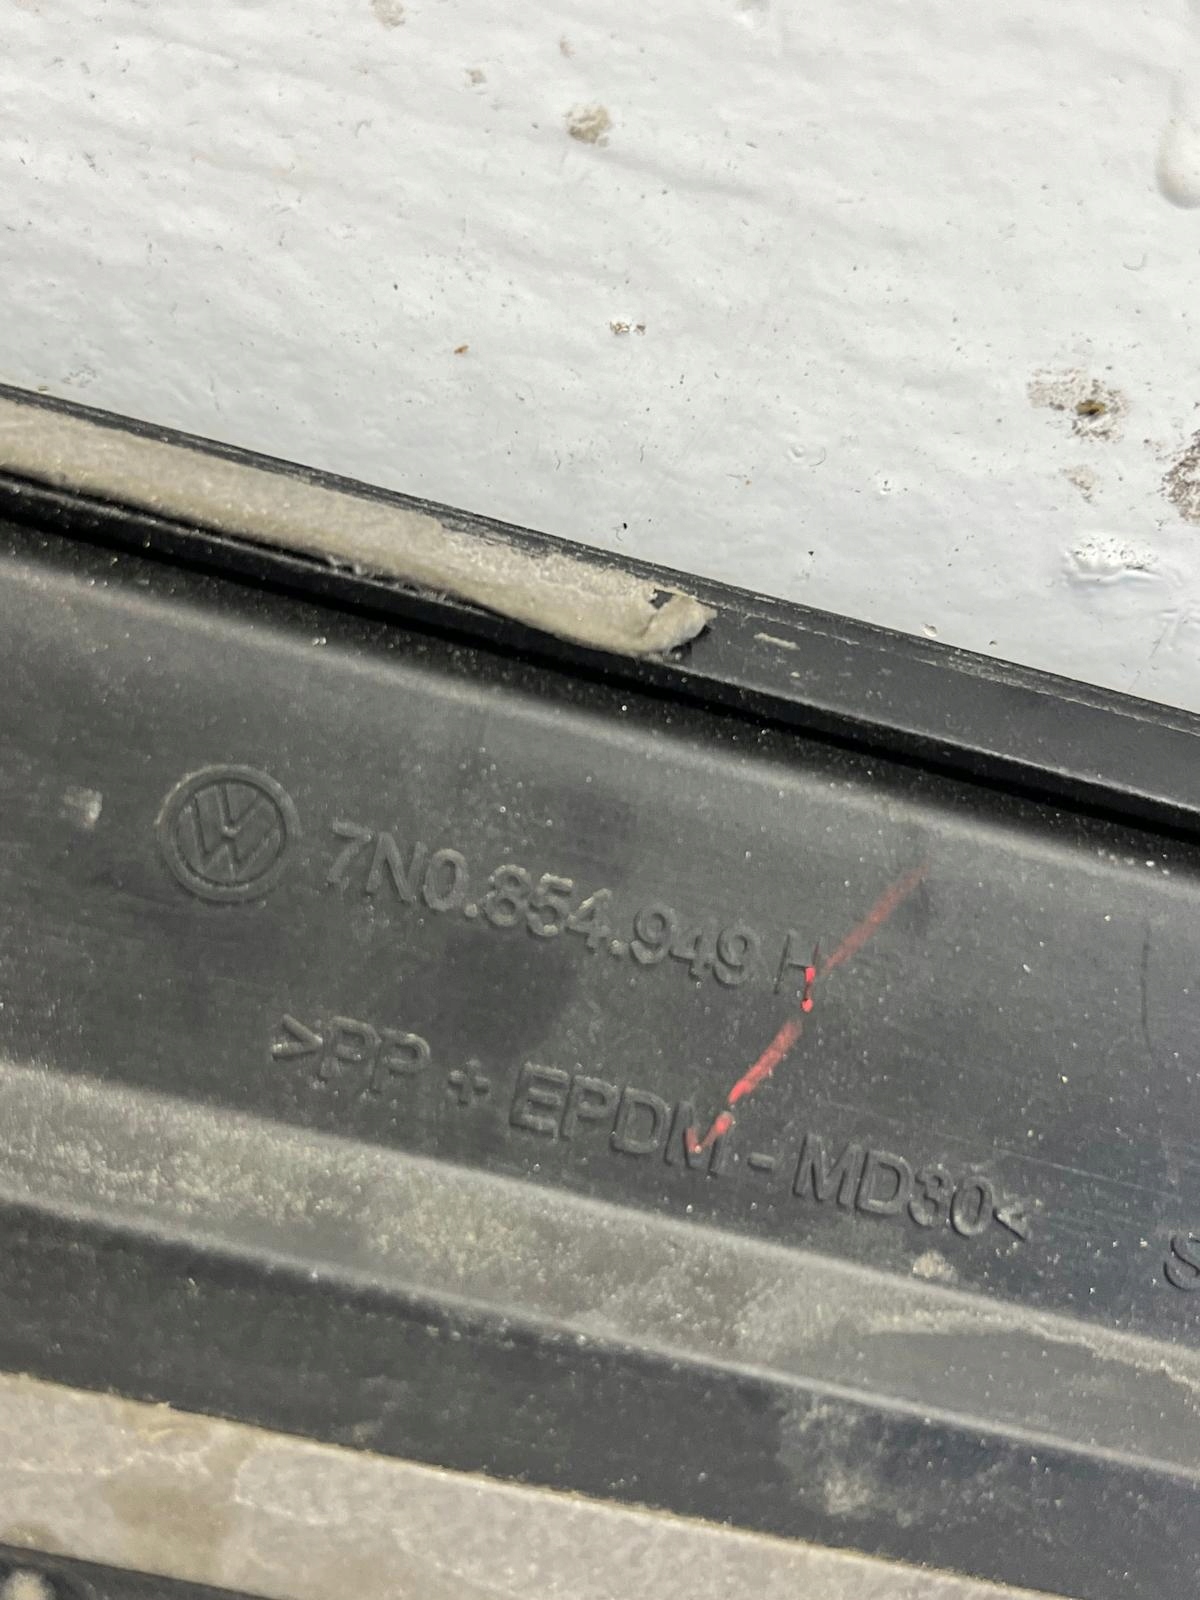 7N0.854.949 H
>PP + EPDM - MD30<
S